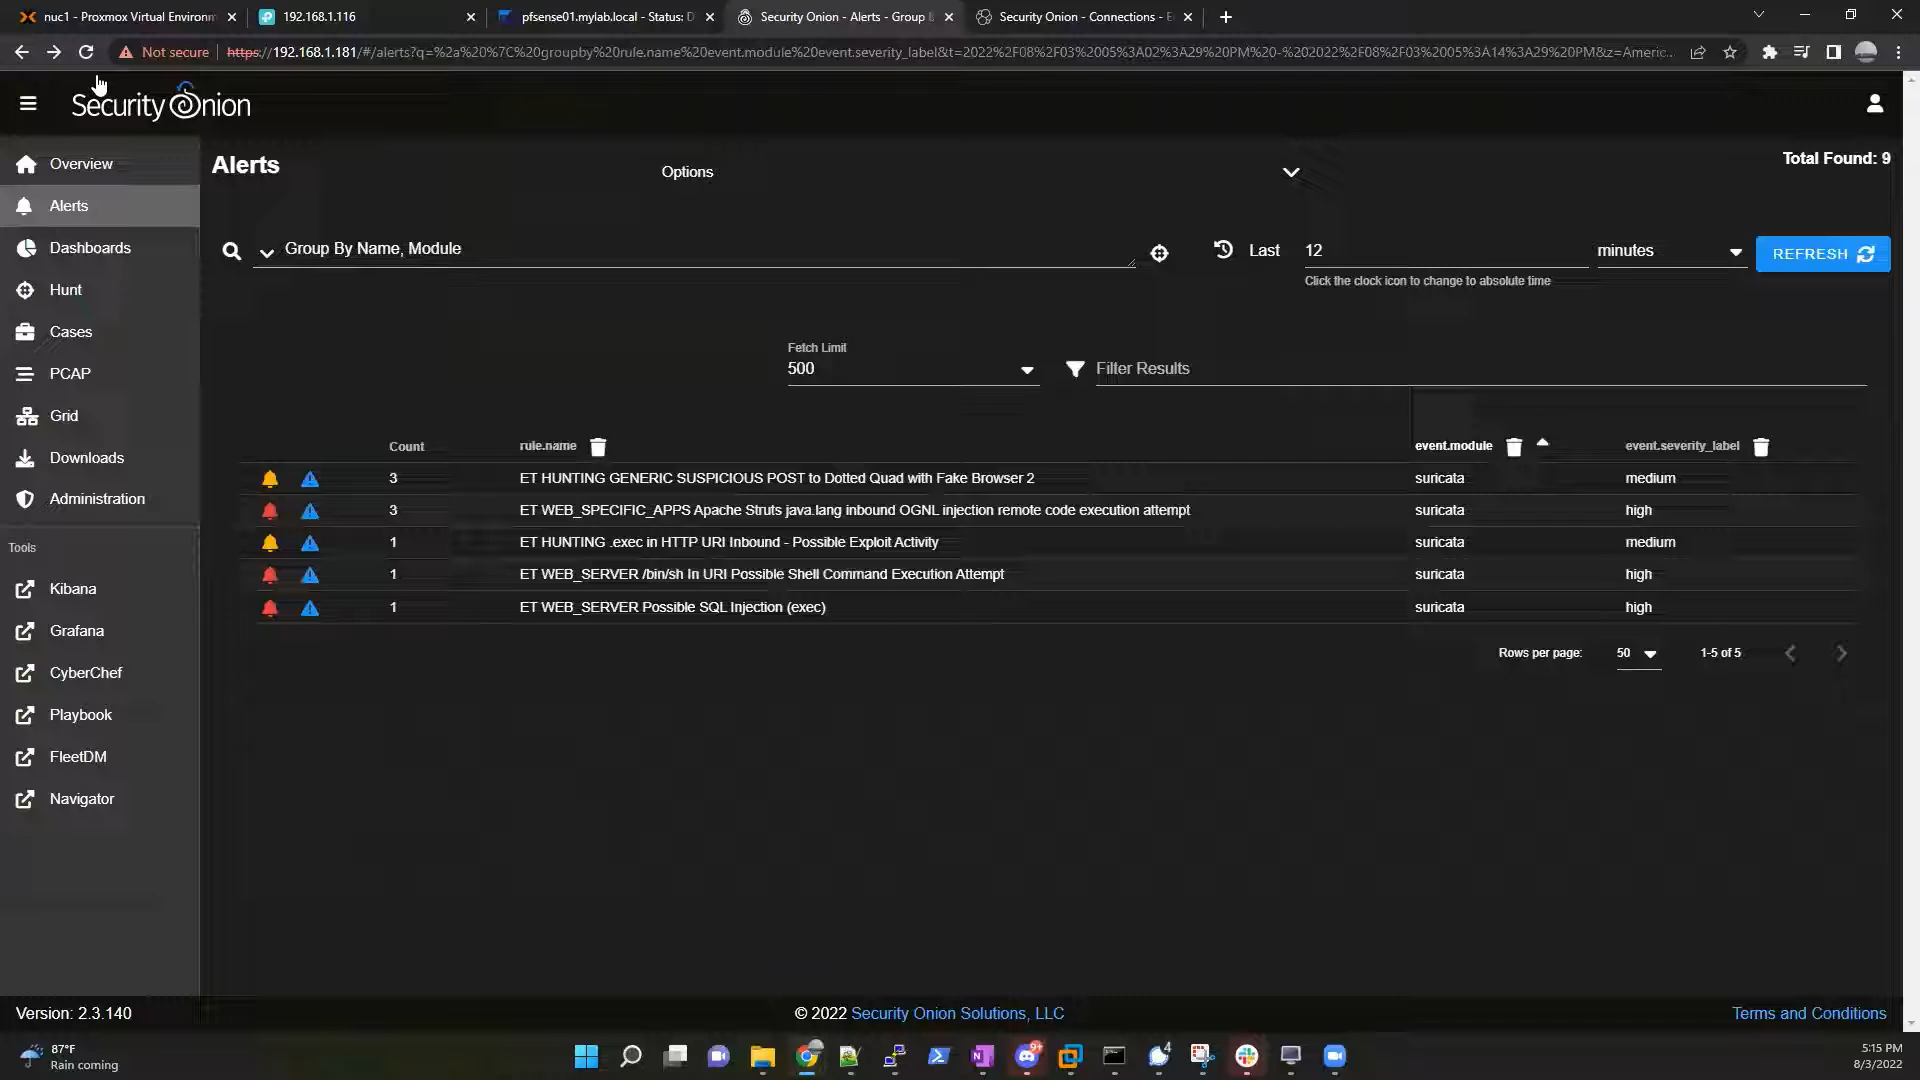 nuc1 - Proxmox Virtual Environm
192.168.1.116
pfsense01.mylab.local - Status: D
Security Onion - Alerts - Group
Security Onion - Connections - E
Not secure
https://192.168.1.181/#/alerts?q=%2a%20%7C%20groupby%20rule.name%20event.module%20event.severity_label&t=2022%2F08%2F03%2005%3A02%3A29%20PM%20-%202022%2F08%2F03%2005%3A14%3A29%20PM&z=Americ...
Security Onion
Overview
Alerts
Dashboards
Hunt
Cases
PCAP
Grid
Downloads
Administration
Tools
Kibana
Grafana
CyberChef
Playbook
FleetDM
Navigator
Version: 2.3.140
Alerts
Options
Total Found: 9
Group By Name, Module
Last
12
minutes
REFRESH
Click the clock icon to change to absolute time
Fetch Limit
500
Filter Results
Count rule.name event.module event.severity_label
3 ET HUNTING GENERIC SUSPICIOUS POST to Dotted Quad with Fake Browser 2 suricata medium
3 ET WEB_SPECIFIC_APPS Apache Struts java.lang inbound OGNL injection remote code execution attempt suricata high
1 ET HUNTING .exec in HTTP URI Inbound - Possible Exploit Activity suricata medium
1 ET WEB_SERVER /bin/sh In URI Possible Shell Command Execution Attempt suricata high
1 ET WEB_SERVER Possible SQL Injection (exec) suricata high
Rows per page: 50 1-5 of 5
© 2022 Security Onion Solutions, LLC
Terms and Conditions
87°F
Rain coming
9+
4
5:15 PM
8/3/2022